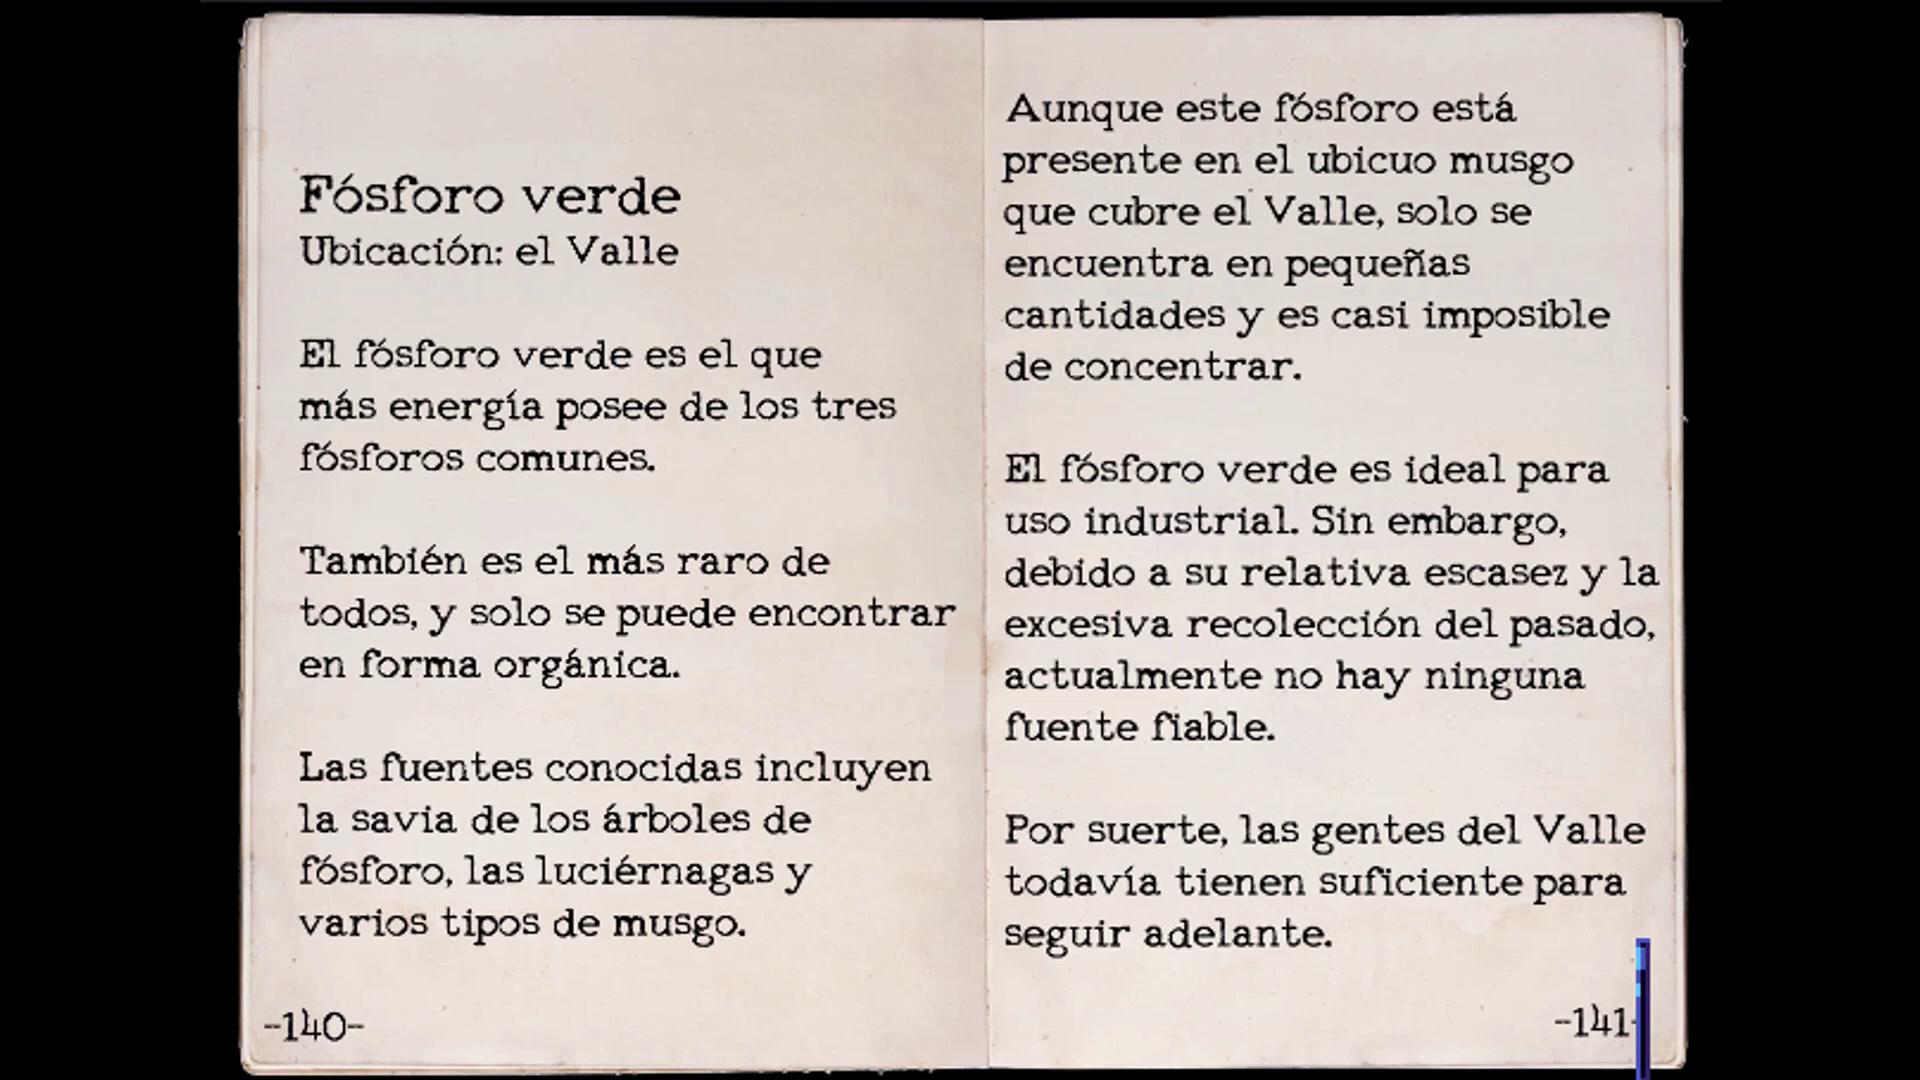 Fósforo verde
Ubicación: el Valle
El fósforo verde es el que
más energía posee de los tres
fósforos comunes.
También es el más raro de
todos, y solo se puede encontrar
en forma orgánica.
Las fuentes conocidas incluyen
la savia de los árboles de
fósforo, las luciérnagas y
varios tipos de musgo.
-140-
Aunque este fósforo está
presente en el ubicuo musgo
que cubre el Valle, solo se
encuentra en pequeñas
cantidades y es casi imposible
de concentrar.
El fósforo verde es ideal para
uso industrial. Sin embargo,
debido a su relativa escasez y la
excesiva recolección del pasado,
actualmente no hay ninguna
fuente fiable.
Por suerte, las gentes del Valle
todavía tienen suficiente para
seguir adelante.
-141-